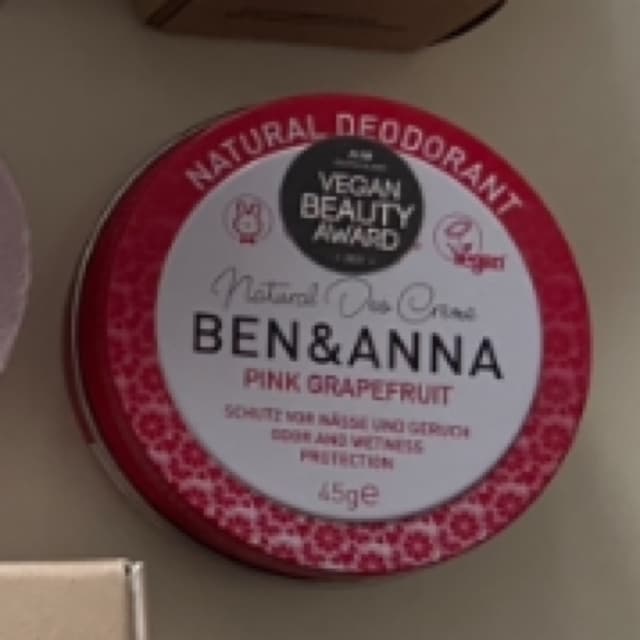 NATURAL DEODORANT
VEGAN
BEAUTY
AWARD
vegan
Natural Deo Creme
BEN&ANNA
PINK GRAPEFRUIT
SCHUTZ VOR NÄSSE UND GERUCH
ODOR AND WETNESS
PROTECTION
45g℮